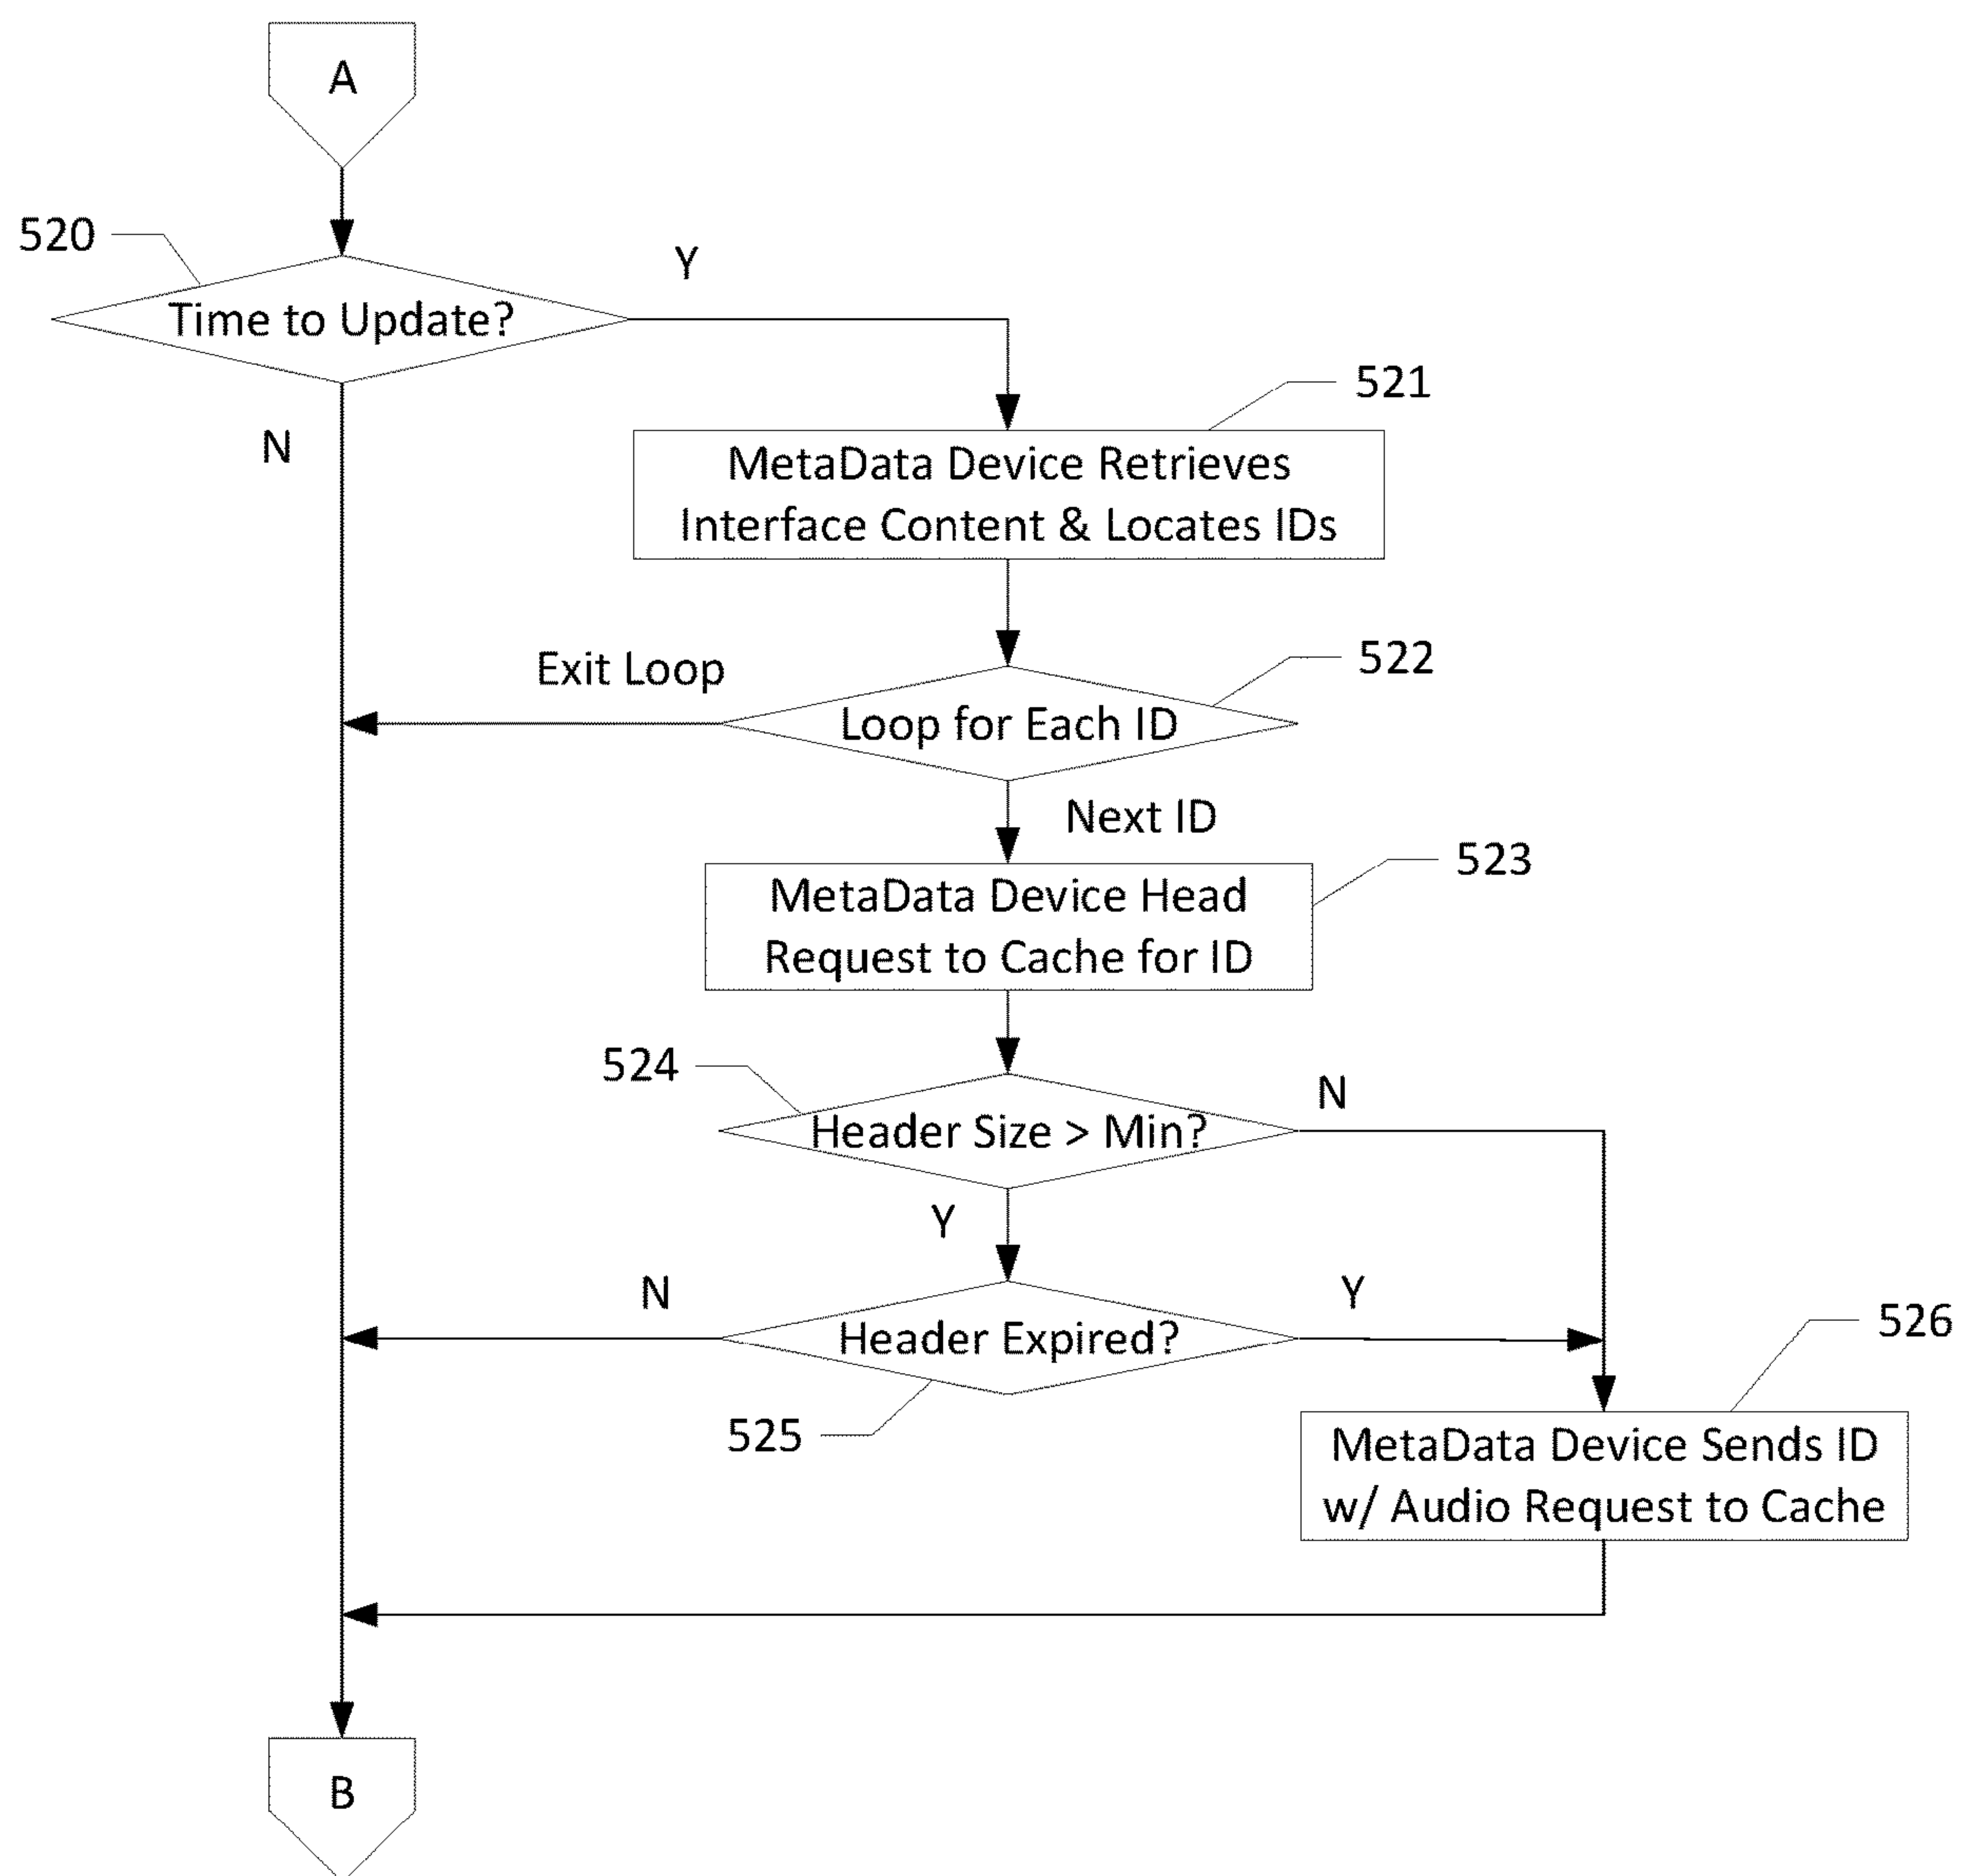 A
520
Y
Time to Update?
521
N
MetaData Device Retrieves
Interface Content & Locates IDs
Exit Loop
522
Loop for Each ID
Next ID
523
MetaData Device Head
Request to Cache for ID
524
N
Header Size > Min?
Y
N
Y
Header Expired?
526
525
MetaData Device Sends ID
w/ Audio Request to Cache
B